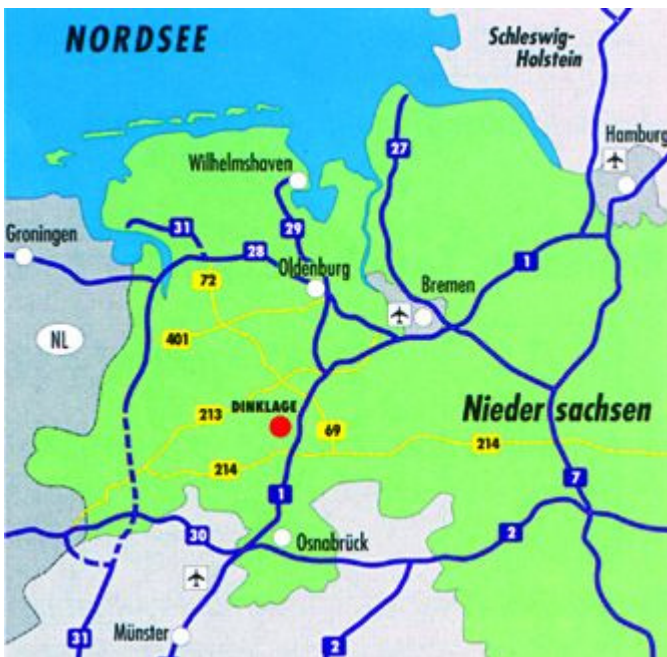 NORDSEE
Schleswig-
Holstein
Hamburg
Wilhelmshaven
27
31
29
Groningen
28
1
72
Oldenburg
Bremen
401
NL
213
DINKLAGE
Nieder sachsen
69
214
214
1
7
30
Osnabrück
2
31
Münster
2